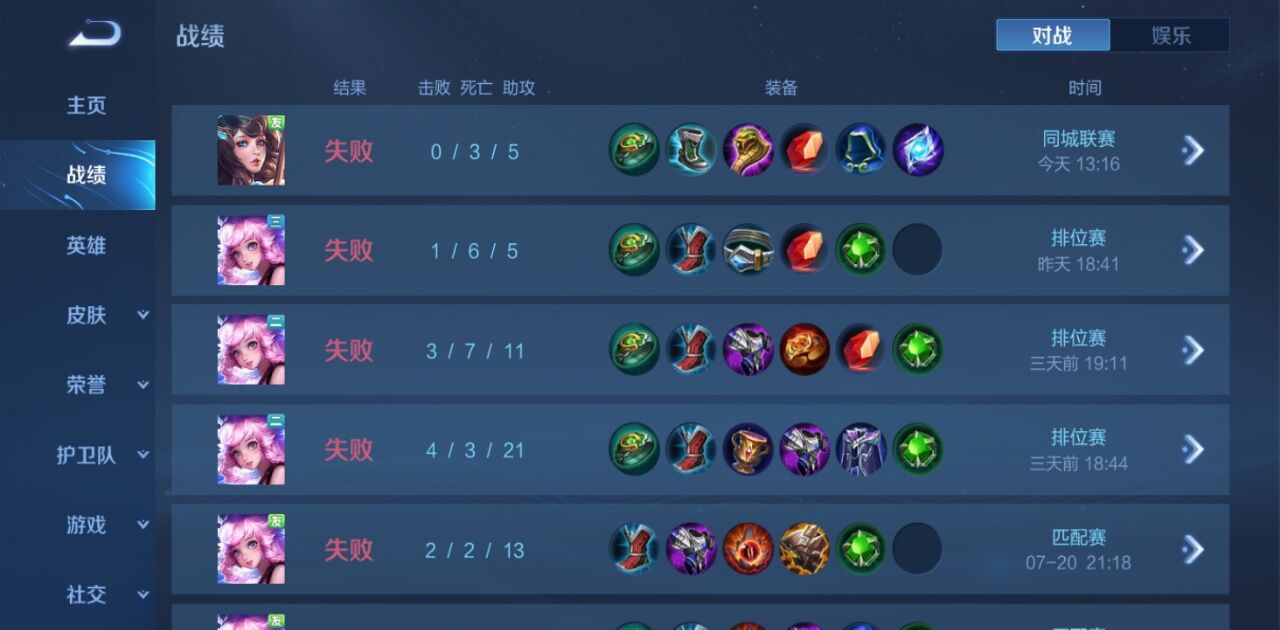 战绩
对战
娱乐
主页
战绩
英雄
皮肤
荣誉
护卫队
游戏
社交
结果
击败 死亡 助攻
装备
时间
友
失败
0 / 3 / 5
同城联赛
今天 13:16
三
失败
1 / 6 / 5
排位赛
昨天 18:41
二
失败
3 / 7 / 11
排位赛
三天前 19:11
二
失败
4 / 3 / 21
排位赛
三天前 18:44
友
失败
2 / 2 / 13
匹配赛
07-20 21:18
友